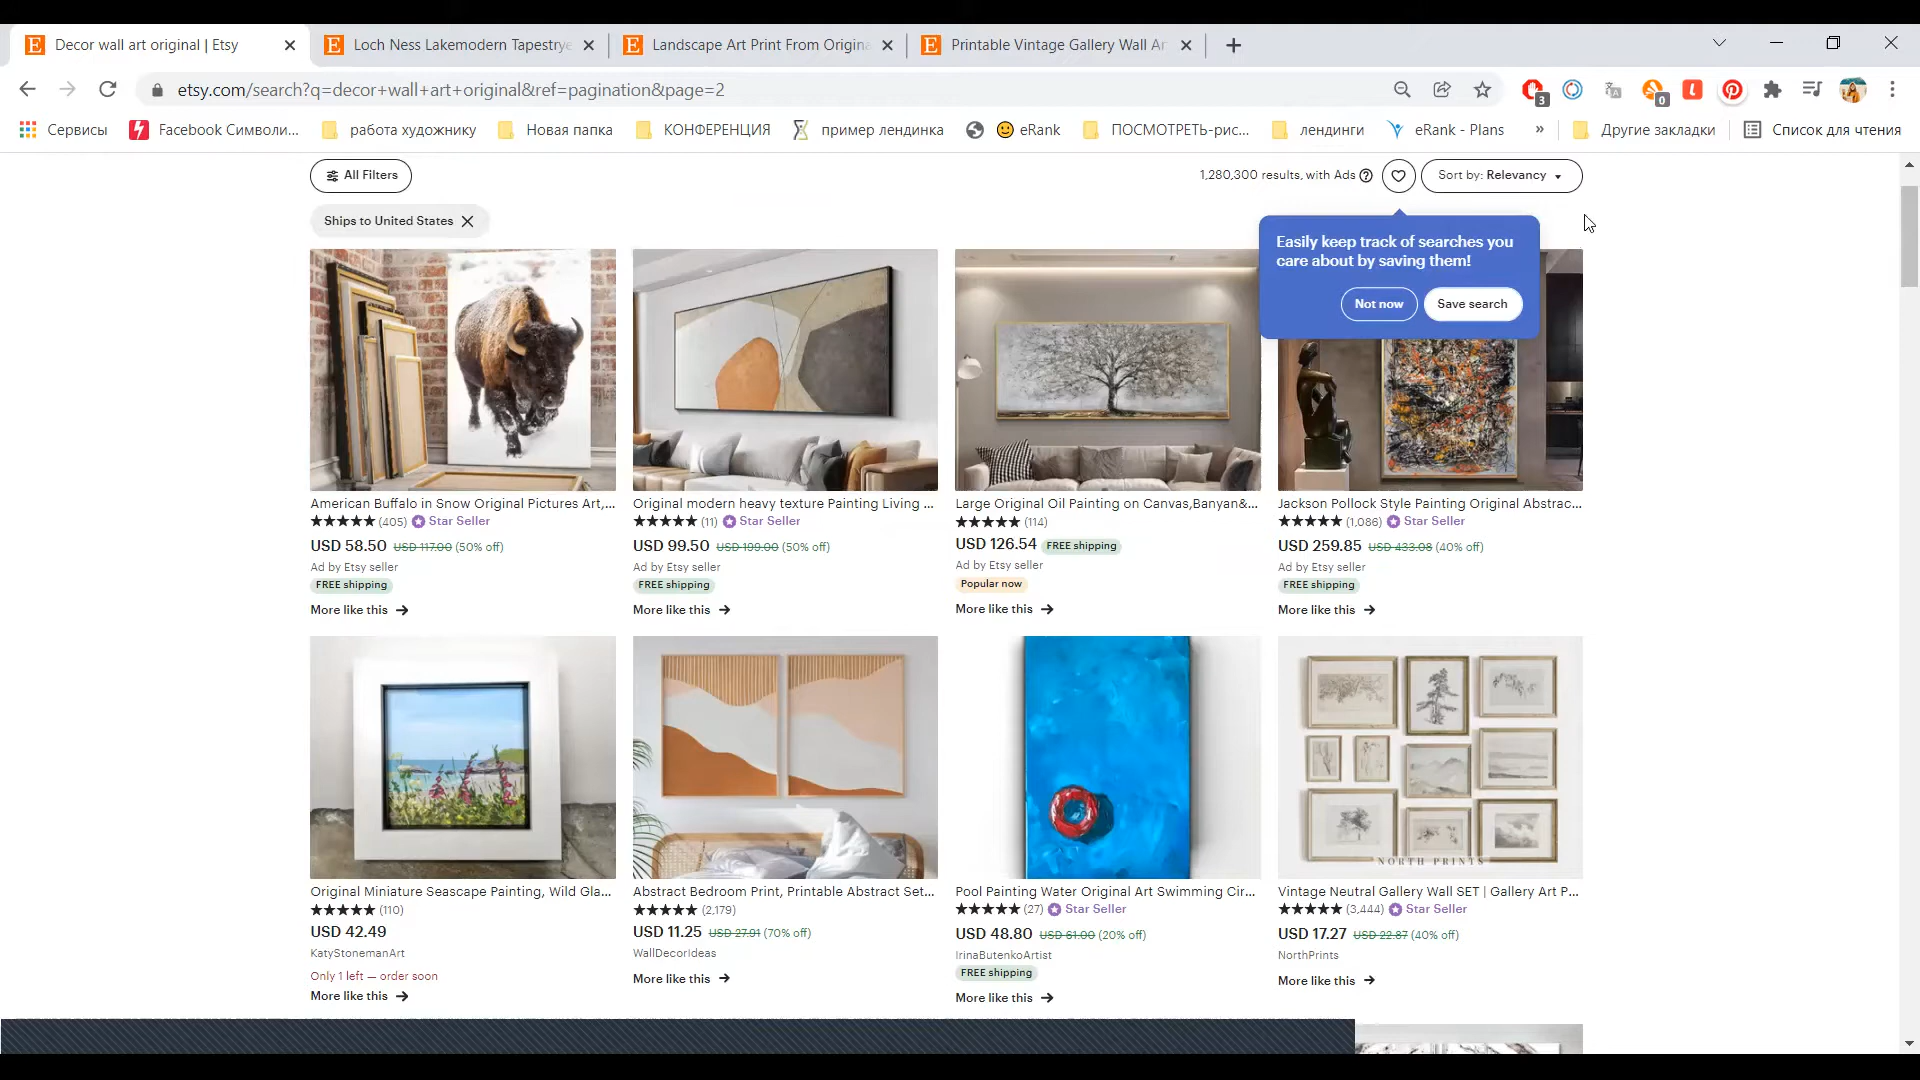 Decor wall art original | Etsy
Loch Ness Lakemodern Tapestrye
Landscape Art Print From Origina
Printable Vintage Gallery Wall Ar
etsy.com/search?q=decor+wall+art+original&ref=pagination&page=2
3
0
Сервисы
Facebook Символи...
работа художнику
Новая папка
КОНФЕРЕНЦИЯ
пример лендинка
eRank
ПОСМОТРЕТЬ-рис...
лендинги
eRank - Plans
»
Другие закладки
Список для чтения
All Filters
1,280,300 results, with Ads
Sort by: Relevancy
Ships to United States
Easily keep track of searches you
care about by saving them!
Not now
Save search
American Buffalo in Snow Original Pictures Art,...
(405) Star Seller
USD 58.50 USD 117.00 (50% off)
Ad by Etsy seller
FREE shipping
More like this
Original modern heavy texture Painting Living ...
(11) Star Seller
USD 99.50 USD 199.00 (50% off)
Ad by Etsy seller
FREE shipping
More like this
Large Original Oil Painting on Canvas,Banyan&...
(114)
USD 126.54 FREE shipping
Ad by Etsy seller
Popular now
More like this
Jackson Pollock Style Painting Original Abstrac...
(1,086) Star Seller
USD 259.85 USD 433.08 (40% off)
Ad by Etsy seller
FREE shipping
More like this
Original Miniature Seascape Painting, Wild Gla...
(110)
USD 42.49
KatyStonemanArt
Only 1 left — order soon
More like this
Abstract Bedroom Print, Printable Abstract Set...
(2,179)
USD 11.25 USD 27.91 (70% off)
WallDecorIdeas
More like this
Pool Painting Water Original Art Swimming Cir...
(27) Star Seller
USD 48.80 USD 61.00 (20% off)
IrinaButenkoArtist
FREE shipping
More like this
NORTH PRINTS
Vintage Neutral Gallery Wall SET | Gallery Art P...
(3,444) Star Seller
USD 17.27 USD 22.87 (40% off)
NorthPrints
More like this